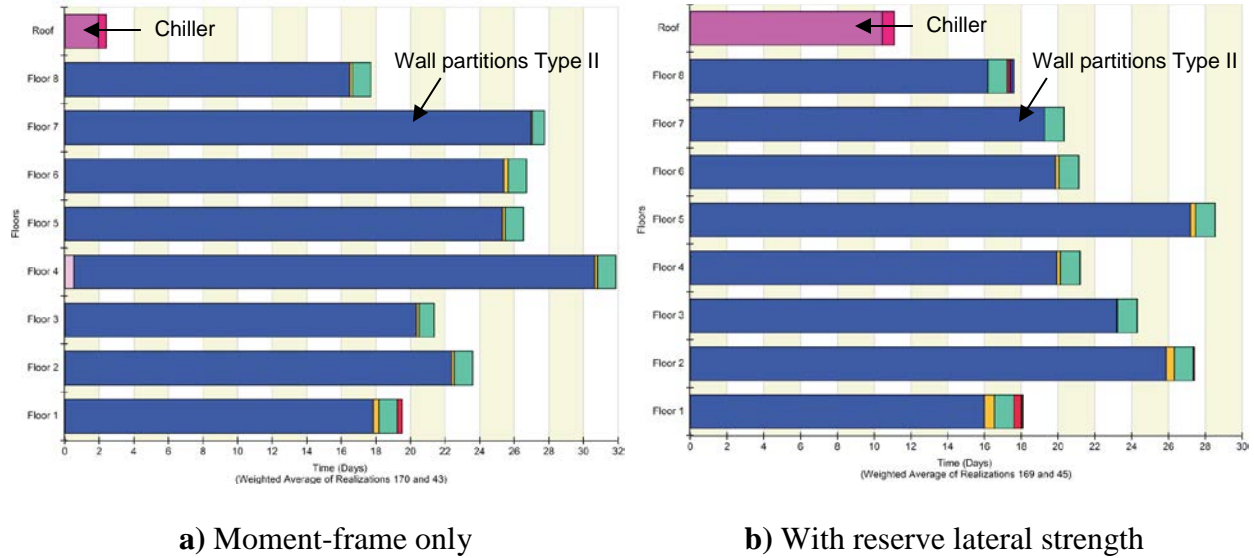 Roof
Chiller
Floor 8
Wall partitions Type II
Floor 7
Floor 6
Floor 5
Floors
Floor 4
Floor 3
Floor 2
Floor 1
0 2 4 6 8 10 12 14 16 18 20 22 24 26 28 30 32
Time (Days)
(Weighted Average of Realizations 170 and 43)
a) Moment-frame only
Roof
Chiller
Floor 8
Wall partitions Type II
Floor 7
Floor 6
Floor 5
Floors
Floor 4
Floor 3
Floor 2
Floor 1
0 2 4 6 8 10 12 14 16 18 20 22 24 26 28 30
Time (Days)
(Weighted Average of Realizations 169 and 45)
b) With reserve lateral strength